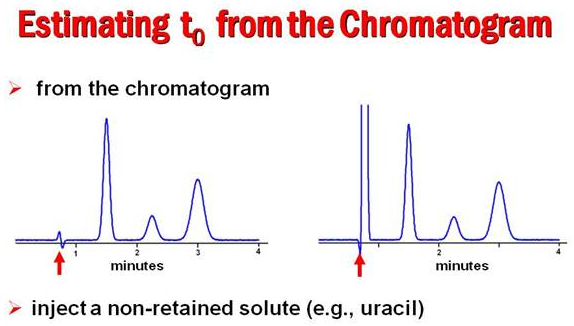 Estimating t0 from the Chromatogram
from the chromatogram
1 2 3 4
minutes
2 4
minutes
inject a non-retained solute (e.g., uracil)